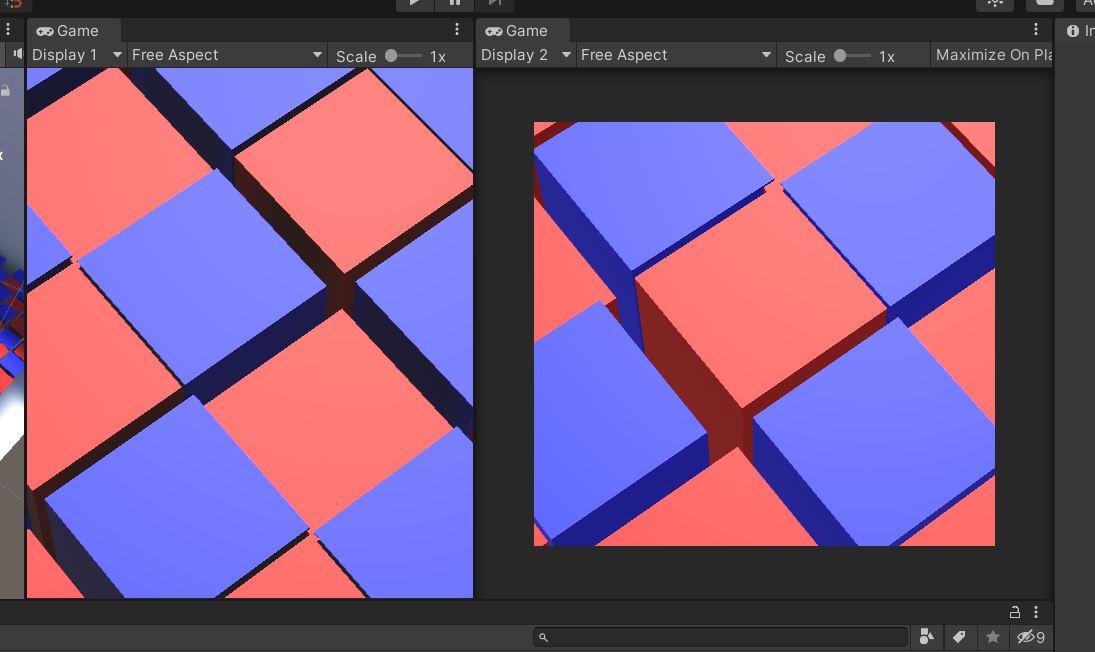 Game
Game
Display 1
Free Aspect
Scale
1x
Display 2
Free Aspect
Scale
1x
Maximize On Pla
9